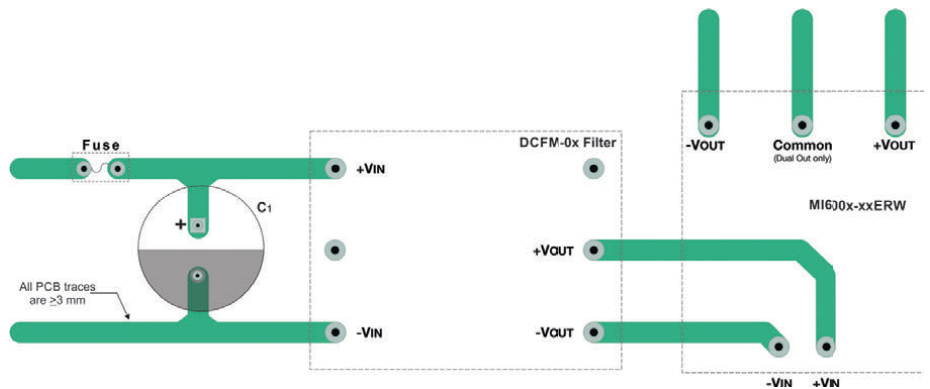 Fuse
DCFM-0x Filter
-VOUT
Common
(Dual Out only)
+VOUT
+VIN
C1
MI600x-xxERW
+
+VOUT
All PCB traces
are ≥3 mm
-VIN
-VOUT
-VIN
+VIN